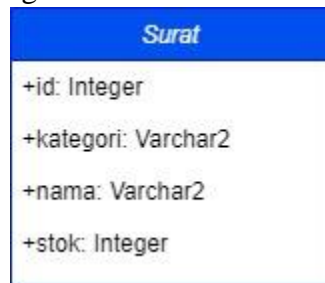 Surat
+id: Integer
+kategori: Varchar2
+nama: Varchar2
+stok: Integer